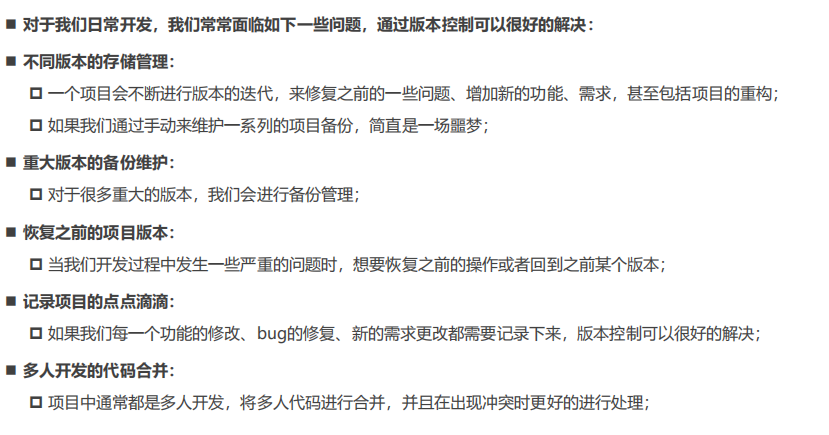 ■ 对于我们日常开发，我们常常面临如下一些问题，通过版本控制可以很好的解决：
■ 不同版本的存储管理：
□ 一个项目会不断进行版本的迭代，来修复之前的一些问题、增加新的功能、需求，甚至包括项目的重构；
□ 如果我们通过手动来维护一系列的项目备份，简直是一场噩梦；
■ 重大版本的备份维护：
□ 对于很多重大的版本，我们会进行备份管理；
■ 恢复之前的项目版本：
□ 当我们开发过程中发生一些严重的问题时，想要恢复之前的操作或者回到之前某个版本；
■ 记录项目的点点滴滴：
□ 如果我们每一个功能的修改、bug的修复、新的需求更改都需要记录下来，版本控制可以很好的解决；
■ 多人开发的代码合并：
□ 项目中通常都是多人开发，将多人代码进行合并，并且在出现冲突时更好的进行处理；